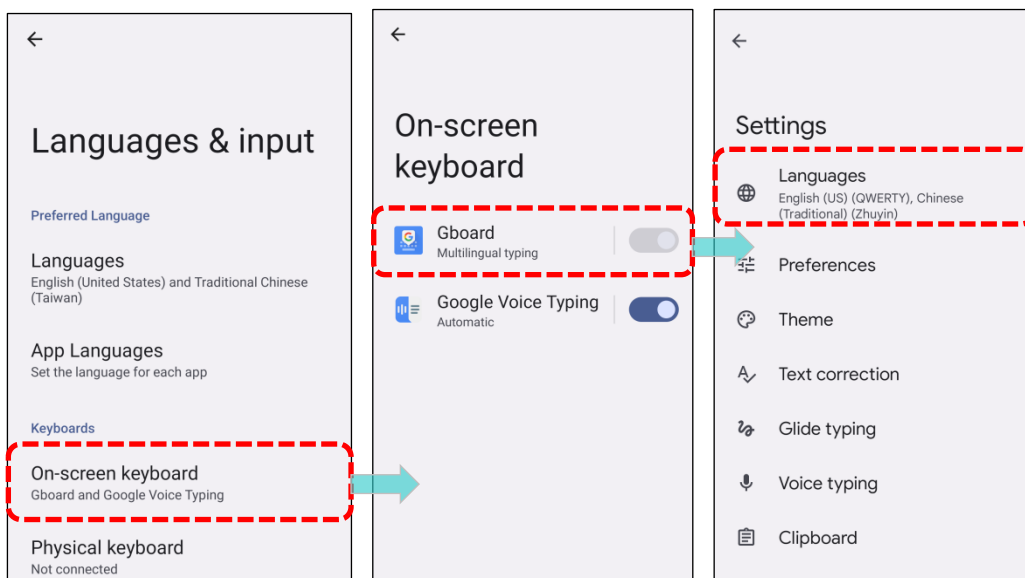 Languages & input
Preferred Language
Languages
English (United States) and Traditional Chinese
(Taiwan)
App Languages
Set the language for each app
Keyboards
On-screen keyboard
Gboard and Google Voice Typing
Physical keyboard
Not connected
On-screen
keyboard
Gboard
Multilingual typing
Google Voice Typing
Automatic
Settings
Languages
English (US) (QWERTY), Chinese
(Traditional) (Zhuyin)
Preferences
Theme
Text correction
Glide typing
Voice typing
Clipboard